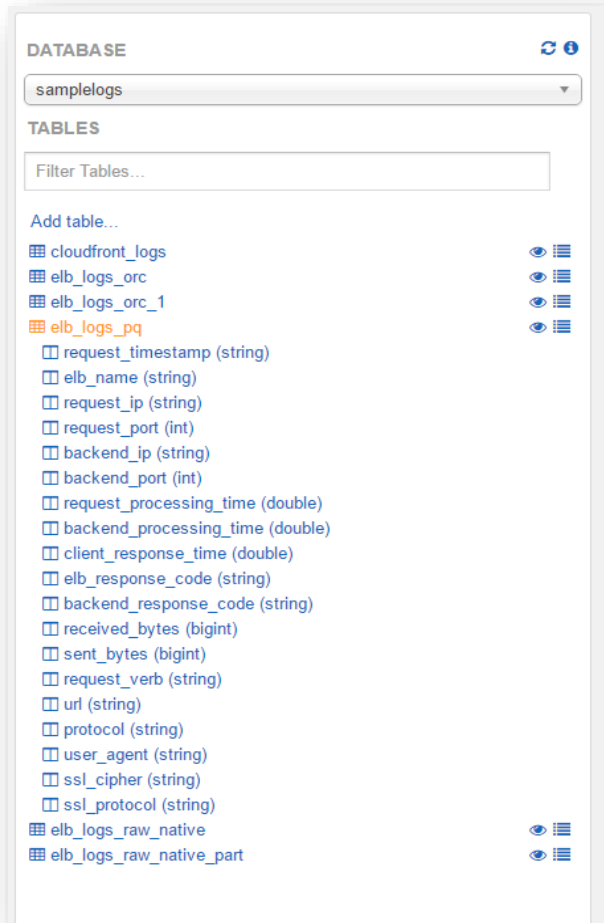 DATABASE
samplelogs
TABLES
Filter Tables...
Add table...
cloudfront_logs
elb_logs_orc
elb_logs_orc_1
elb_logs_pq
request_timestamp (string)
elb_name (string)
request_ip (string)
request_port (int)
backend_ip (string)
backend_port (int)
request_processing_time (double)
backend_processing_time (double)
client_response_time (double)
elb_response_code (string)
backend_response_code (string)
received_bytes (bigint)
sent_bytes (bigint)
request_verb (string)
url (string)
protocol (string)
user_agent (string)
ssl_cipher (string)
ssl_protocol (string)
elb_logs_raw_native
elb_logs_raw_native_part